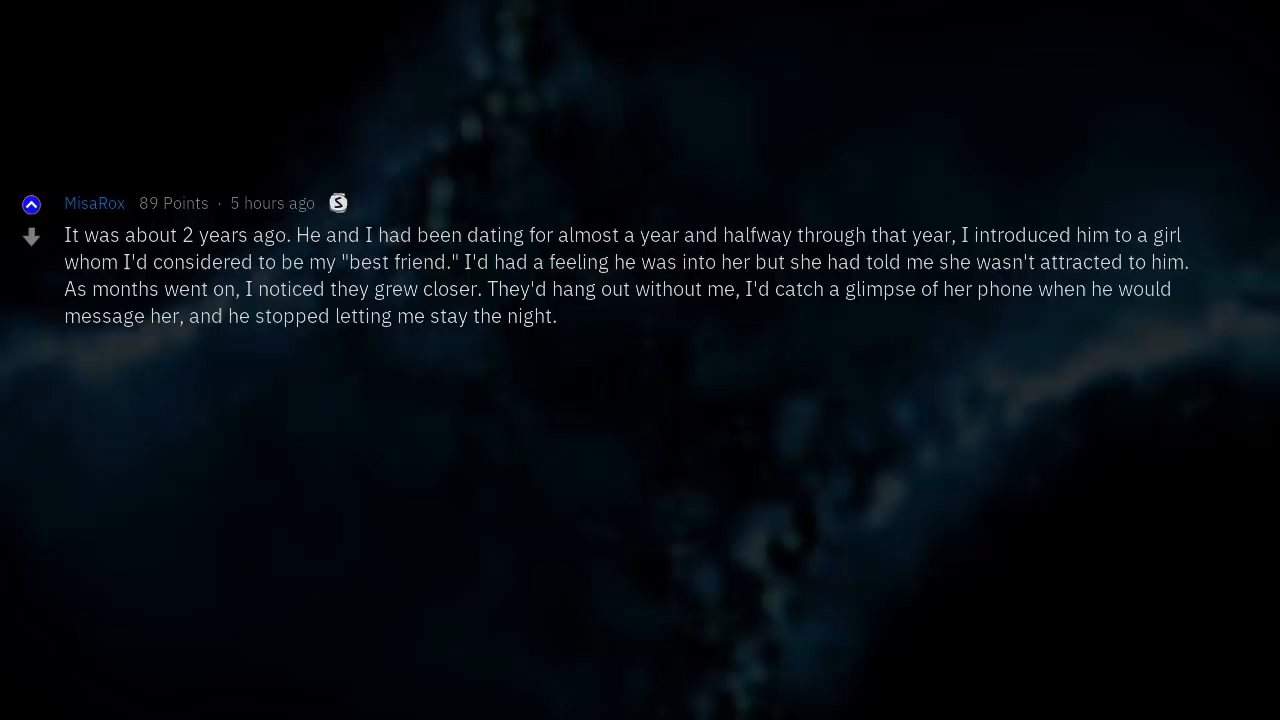 MisaRox 89 Points · 5 hours ago S
It was about 2 years ago. He and I had been dating for almost a year and halfway through that year, I introduced him to a girl
whom I'd considered to be my "best friend." I'd had a feeling he was into her but she had told me she wasn't attracted to him.
As months went on, I noticed they grew closer. They'd hang out without me, I'd catch a glimpse of her phone when he would
message her, and he stopped letting me stay the night.